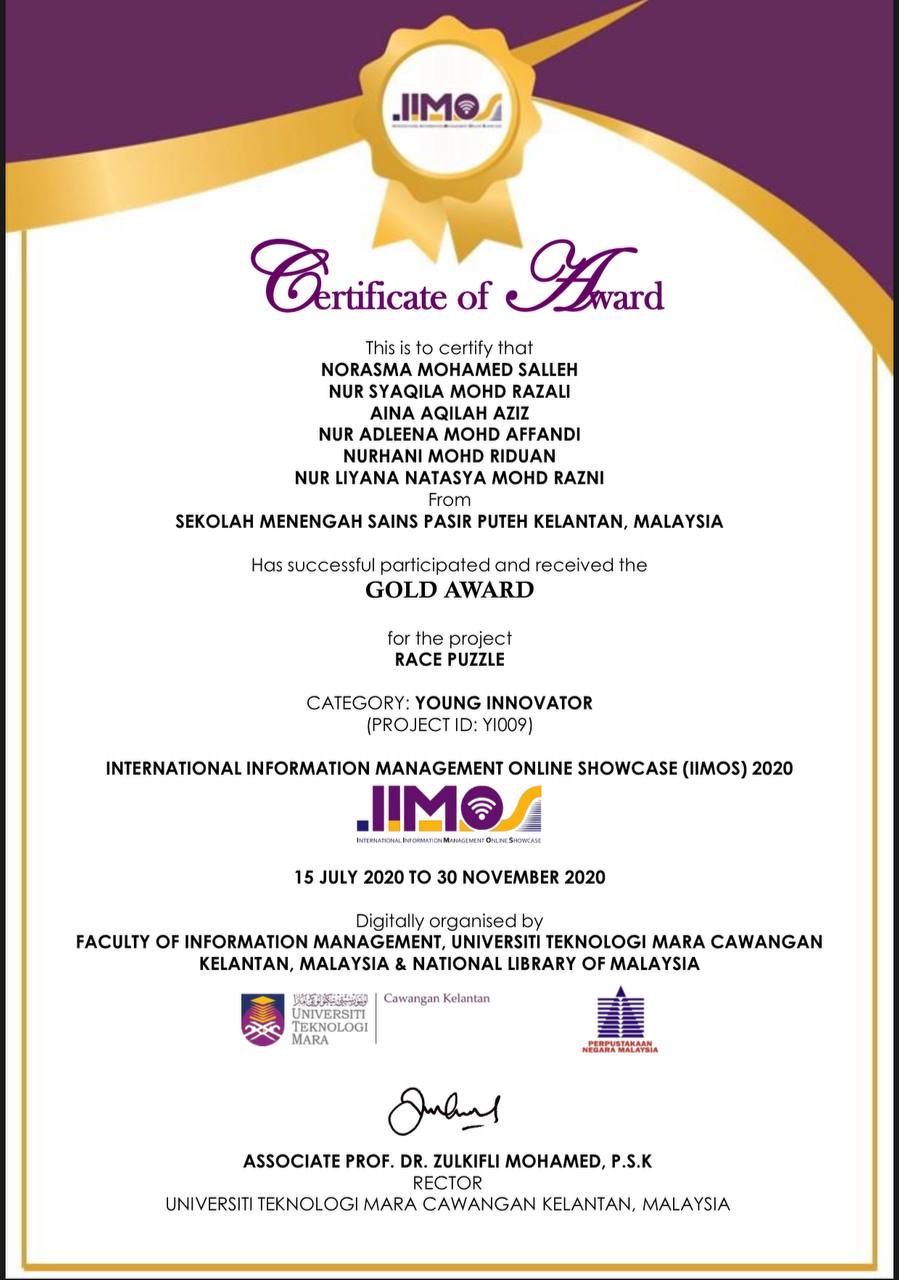 IIMOS
Certificate of Award
This is to certify that
NORASMA MOHAMED SALLEH
NUR SYAQILA MOHD RAZALI
AINA AQILAH AZIZ
NUR ADLEENA MOHD AFFANDI
NURHANI MOHD RIDUAN
NUR LIYANA NATASYA MOHD RAZNI
From
SEKOLAH MENENGAH SAINS PASIR PUTEH KELANTAN, MALAYSIA
Has successful participated and received the
GOLD AWARD
for the project
RACE PUZZLE
CATEGORY: YOUNG INNOVATOR
(PROJECT ID: YI009)
INTERNATIONAL INFORMATION MANAGEMENT ONLINE SHOWCASE (IIMOS) 2020
IIMOS
INTERNATIONAL INFORMATION MANAGEMENT ONLINE SHOWCASE
15 JULY 2020 TO 30 NOVEMBER 2020
Digitally organised by
FACULTY OF INFORMATION MANAGEMENT, UNIVERSITI TEKNOLOGI MARA CAWANGAN
KELANTAN, MALAYSIA & NATIONAL LIBRARY OF MALAYSIA
UNIVERSITI
TEKNOLOGI
MARA
Cawangan Kelantan
PERPUSTAKAAN
NEGARA MALAYSIA
ASSOCIATE PROF. DR. ZULKIFLI MOHAMED, P.S.K
RECTOR
UNIVERSITI TEKNOLOGI MARA CAWANGAN KELANTAN, MALAYSIA